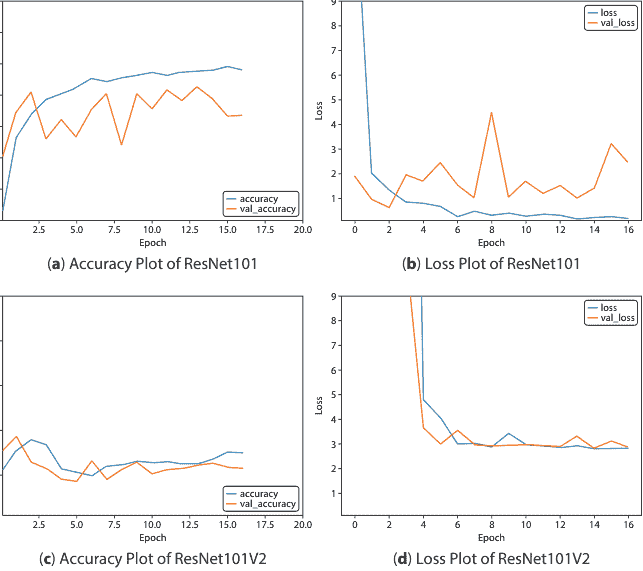 accuracy
val_accuracy
2.5 5.0 7.5 10.0 12.5 15.0 17.5 20.0
Epoch
(a) Accuracy Plot of ResNet101
9
8
7
6
5
4
3
2
1
Loss
loss
val_loss
0 2 4 6 8 10 12 14 16
Epoch
(b) Loss Plot of ResNet101
accuracy
val_accuracy
2.5 5.0 7.5 10.0 12.5 15.0 17.5 20.0
Epoch
(c) Accuracy Plot of ResNet101V2
9
8
7
6
5
4
3
2
1
Loss
loss
val_loss
0 2 4 6 8 10 12 14 16
Epoch
(d) Loss Plot of ResNet101V2